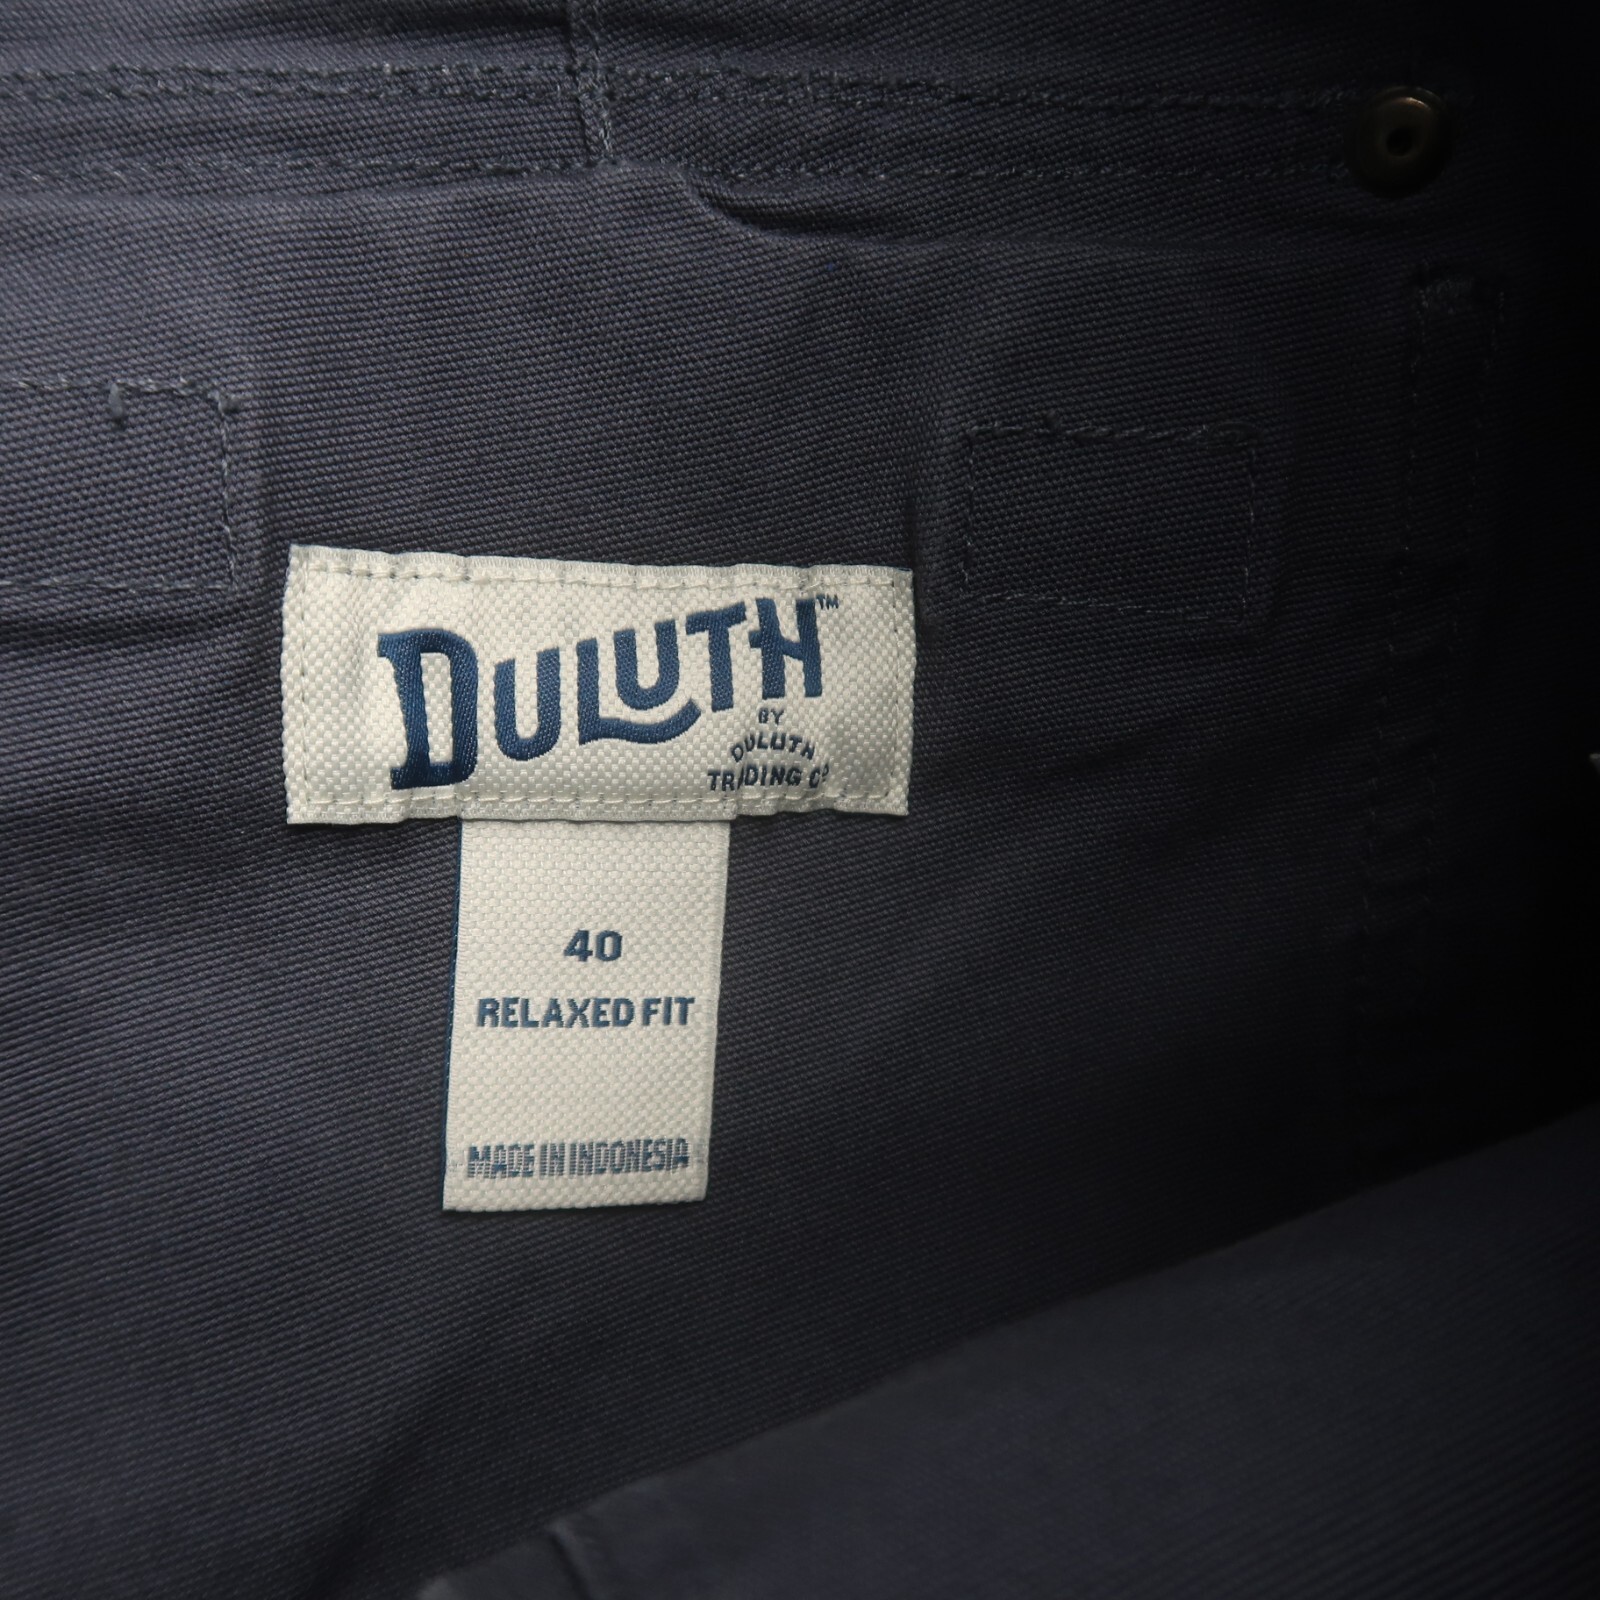 DULUTH™
BY
DULUTH
TRADING Cº
40
RELAXED FIT
MADE IN INDONESIA